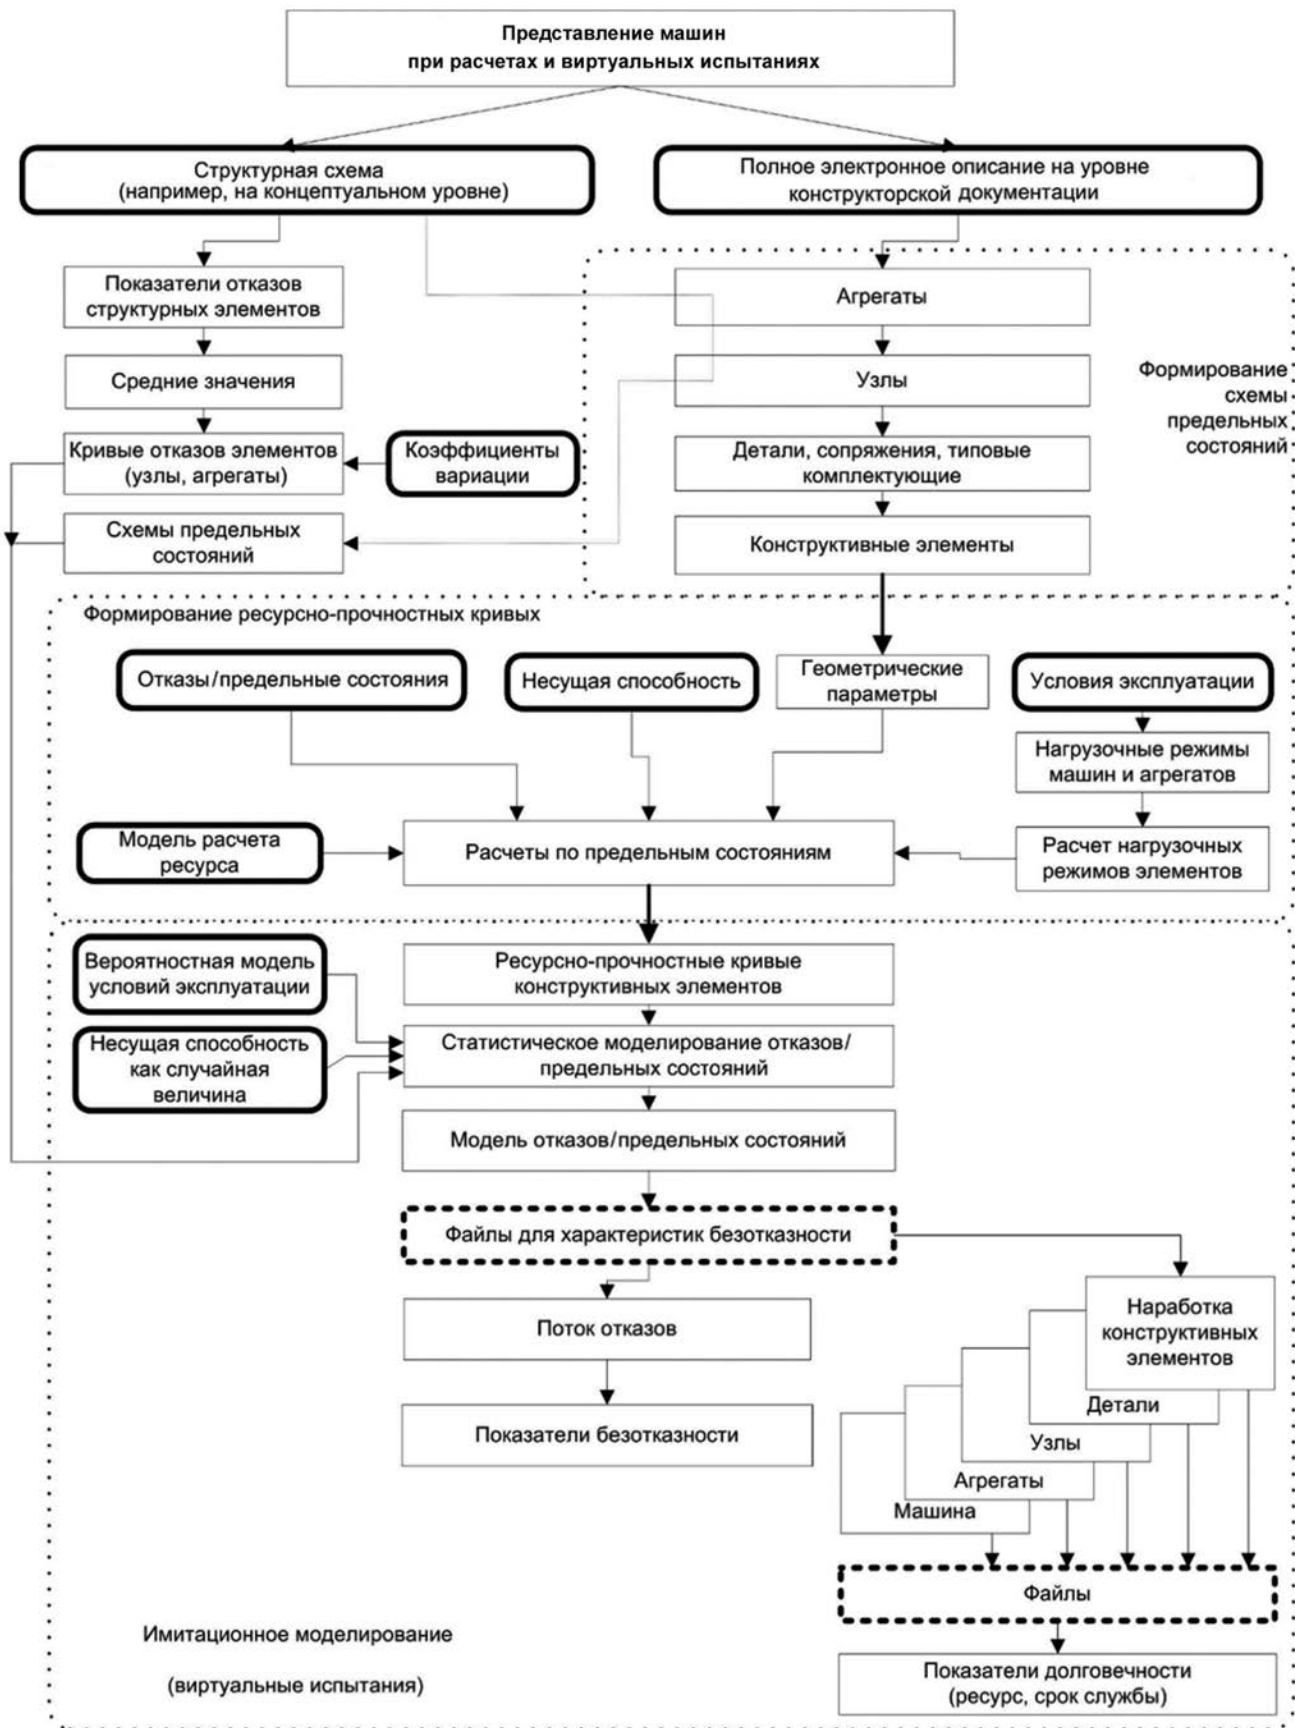 Представление машин
при расчетах и виртуальных испытаниях
Структурная схема
(например, на концептуальном уровне)
Полное электронное описание на уровне
конструкторской документации
Показатели отказов
структурных элементов
Средние значения
Кривые отказов элементов
(узлы, агрегаты)
Коэффициенты
вариации
Схемы предельных
состояний
Агрегаты
Узлы
Детали, сопряжения, типовые
комплектующие
Конструктивные элементы
Формирование
схемы
предельных
состояний
Формирование ресурсно-прочностных кривых
Отказы/предельные состояния
Несущая способность
Геометрические
параметры
Условия эксплуатации
Нагрузочные режимы
машин и агрегатов
Модель расчета
ресурса
Расчеты по предельным состояниям
Расчет нагрузочных
режимов элементов
Вероятностная модель
условий эксплуатации
Несущая способность
как случайная
величина
Ресурсно-прочностные кривые
конструктивных элементов
Статистическое моделирование отказов/
предельных состояний
Модель отказов/предельных состояний
Файлы для характеристик безотказности
Поток отказов
Показатели безотказности
Наработка
конструктивных
элементов
Детали
Узлы
Агрегаты
Машина
Файлы
Показатели долговечности
(ресурс, срок службы)
Имитационное моделирование
(виртуальные испытания)